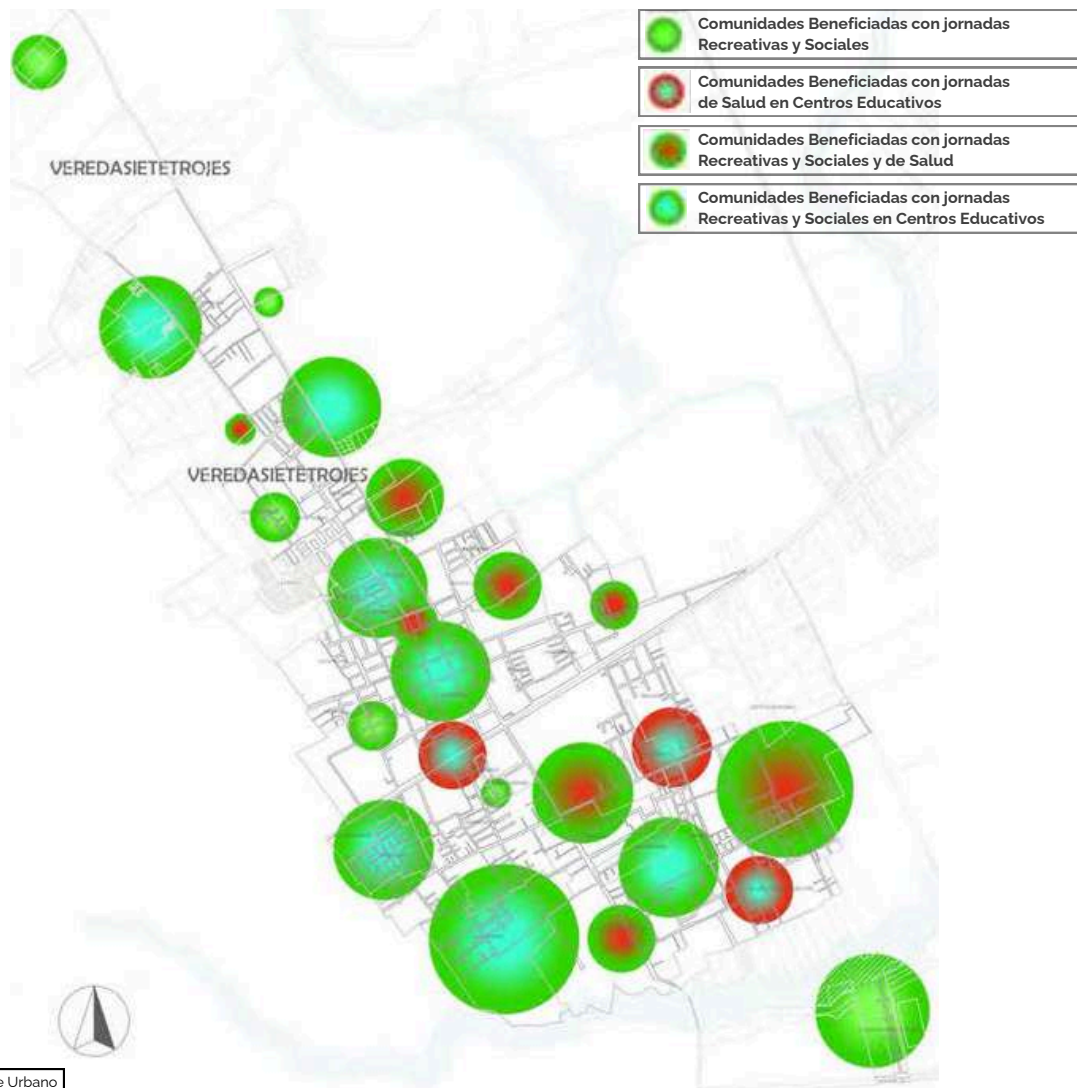 Comunidades Beneficiadas con jornadas
Recreativas y Sociales
Comunidades Beneficiadas con jornadas
de Salud en Centros Educativos
Comunidades Beneficiadas con jornadas
Recreativas y Sociales y de Salud
Comunidades Beneficiadas con jornadas
Recreativas y Sociales en Centros Educativos
VEREDASIETETROJES
VEREDASIETETROJES
e Urbano